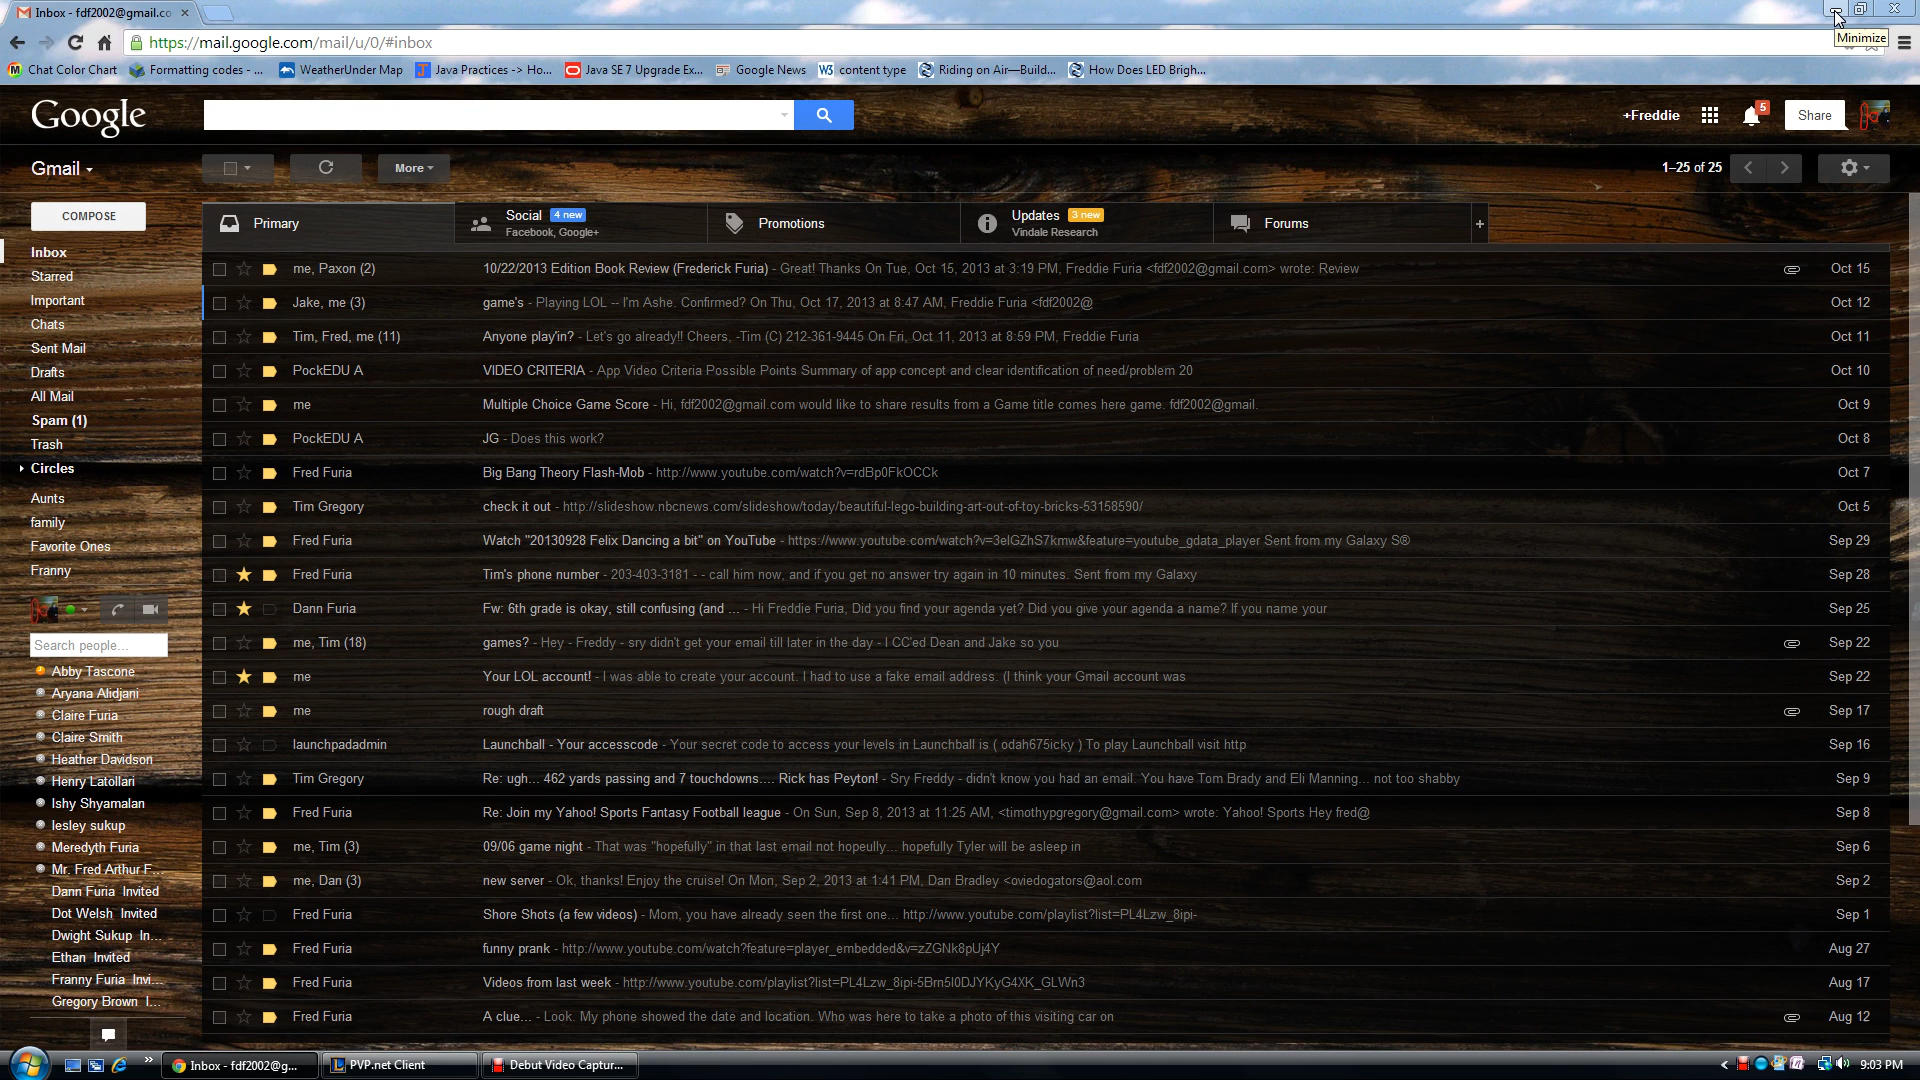 Inbox - fdf2002@gmail.co
Minimize
https://mail.google.com/mail/u/0/#inbox
Chat Color Chart
Formatting codes - ...
WeatherUnder Map
Java Practices -> Ho...
Java SE 7 Upgrade Ex...
Google News
content type
Riding on Air—Build...
How Does LED Brigh...
Google
+Freddie
5
Share
Gmail
More
1–25 of 25
COMPOSE
Primary
Social 4 new
Facebook, Google+
Promotions
Updates 3 new
Vindale Research
Forums
+
Inbox
Starred
Important
Chats
Sent Mail
Drafts
All Mail
Spam (1)
Trash
Circles
Aunts
family
Favorite Ones
Franny
Search people...
Abby Tascone
Aryana Alidjani
Claire Furia
Claire Smith
Heather Davidson
Henry Latollari
Ishy Shyamalan
lesley sukup
Meredyth Furia
Mr. Fred Arthur F...
Dann Furia Invited
Dot Welsh Invited
Dwight Sukup In...
Ethan Invited
Franny Furia Invi...
Gregory Brown I...
me, Paxon (2) 10/22/2013 Edition Book Review (Frederick Furia) - Great! Thanks On Tue, Oct 15, 2013 at 3:19 PM, Freddie Furia <fdf2002@gmail.com> wrote: Review Oct 15
Jake, me (3) game's - Playing LOL -- I'm Ashe. Confirmed? On Thu, Oct 17, 2013 at 8:47 AM, Freddie Furia <fdf2002@ Oct 12
Tim, Fred, me (11) Anyone play'in? - Let's go already!! Cheers, -Tim (C) 212-361-9445 On Fri, Oct 11, 2013 at 8:59 PM, Freddie Furia Oct 11
PockEDU A VIDEO CRITERIA - App Video Criteria Possible Points Summary of app concept and clear identification of need/problem 20 Oct 10
me Multiple Choice Game Score - Hi, fdf2002@gmail.com would like to share results from a Game title comes here game. fdf2002@gmail. Oct 9
PockEDU A JG - Does this work? Oct 8
Fred Furia Big Bang Theory Flash-Mob - http://www.youtube.com/watch?v=rdBp0FkOCCk Oct 7
Tim Gregory check it out - http://slideshow.nbcnews.com/slideshow/today/beautiful-lego-building-art-out-of-toy-bricks-53158590/ Oct 5
Fred Furia Watch "20130928 Felix Dancing a bit" on YouTube - https://www.youtube.com/watch?v=3elGZhS7kmw&feature=youtube_gdata_player Sent from my Galaxy S® Sep 29
Fred Furia Tim's phone number - 203-403-3181 - - call him now, and if you get no answer try again in 10 minutes. Sent from my Galaxy Sep 28
Dann Furia Fw: 6th grade is okay, still confusing (and ... - Hi Freddie Furia, Did you find your agenda yet? Did you give your agenda a name? If you name your Sep 25
me, Tim (18) games? - Hey - Freddy - sry didn't get your email till later in the day - I CC'ed Dean and Jake so you Sep 22
me Your LOL account! - I was able to create your account. I had to use a fake email address. (I think your Gmail account was Sep 22
me rough draft Sep 17
launchpadadmin Launchball - Your accesscode - Your secret code to access your levels in Launchball is ( odah675icky ) To play Launchball visit http Sep 16
Tim Gregory Re: ugh... 462 yards passing and 7 touchdowns.... Rick has Peyton! - Sry Freddy - didn't know you had an email. You have Tom Brady and Eli Manning... not too shabby Sep 9
Fred Furia Re: Join my Yahoo! Sports Fantasy Football league - On Sun, Sep 8, 2013 at 11:25 AM, <timothypgregory@gmail.com> wrote: Yahoo! Sports Hey fred@ Sep 8
me, Tim (3) 09/06 game night - That was "hopefully" in that last email not hopeully... hopefully Tyler will be asleep in Sep 6
me, Dan (3) new server - Ok, thanks! Enjoy the cruise! On Mon, Sep 2, 2013 at 1:41 PM, Dan Bradley <oviedogators@aol.com Sep 2
Fred Furia Shore Shots (a few videos) - Mom, you have already seen the first one... http://www.youtube.com/playlist?list=PL4Lzw_8ipi- Sep 1
Fred Furia funny prank - http://www.youtube.com/watch?feature=player_embedded&v=zZGNk8pUj4Y Aug 27
Fred Furia Videos from last week - http://www.youtube.com/playlist?list=PL4Lzw_8ipi-5Brn5I0DJYKyG4XK_GLWn3 Aug 17
Fred Furia A clue... - Look. My phone showed the date and location. Who was here to take a photo of this visiting car on Aug 12
Inbox - fdf2002@g...
PVP.net Client
Debut Video Captur...
9:03 PM